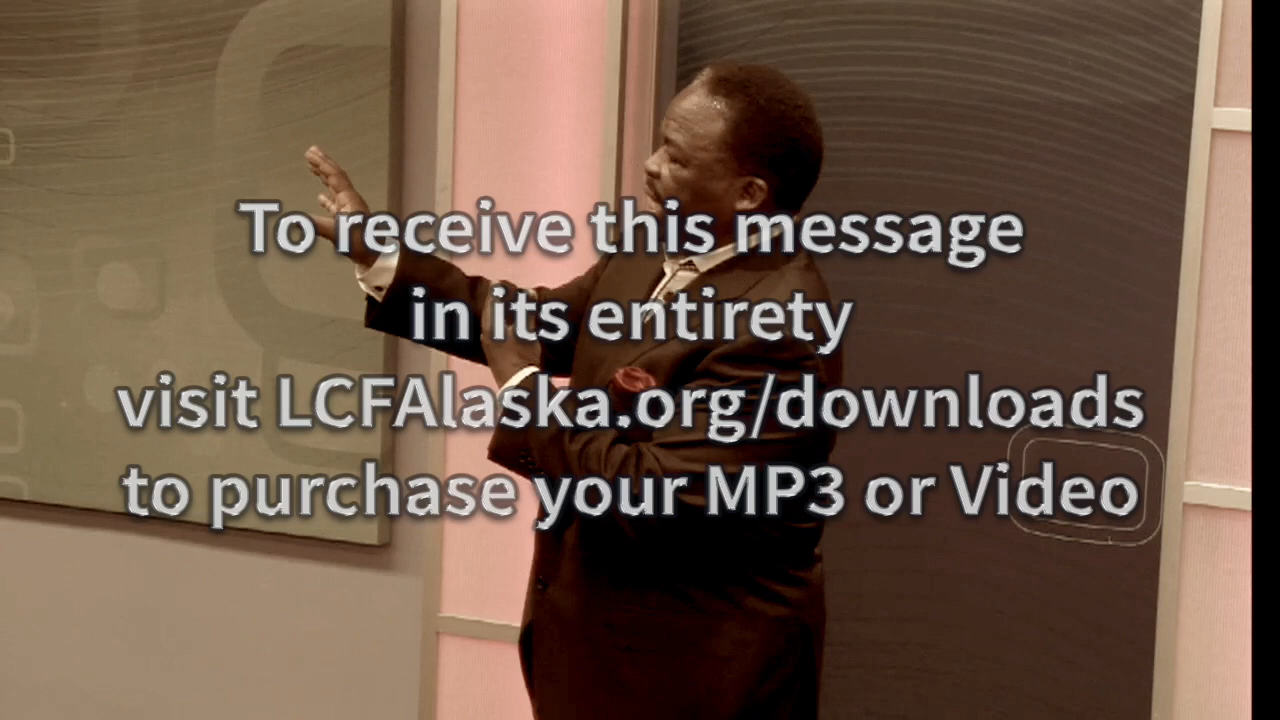 To receive this message
in its entirety
visit LCFAlaska.org/downloads
to purchase your MP3 or Video